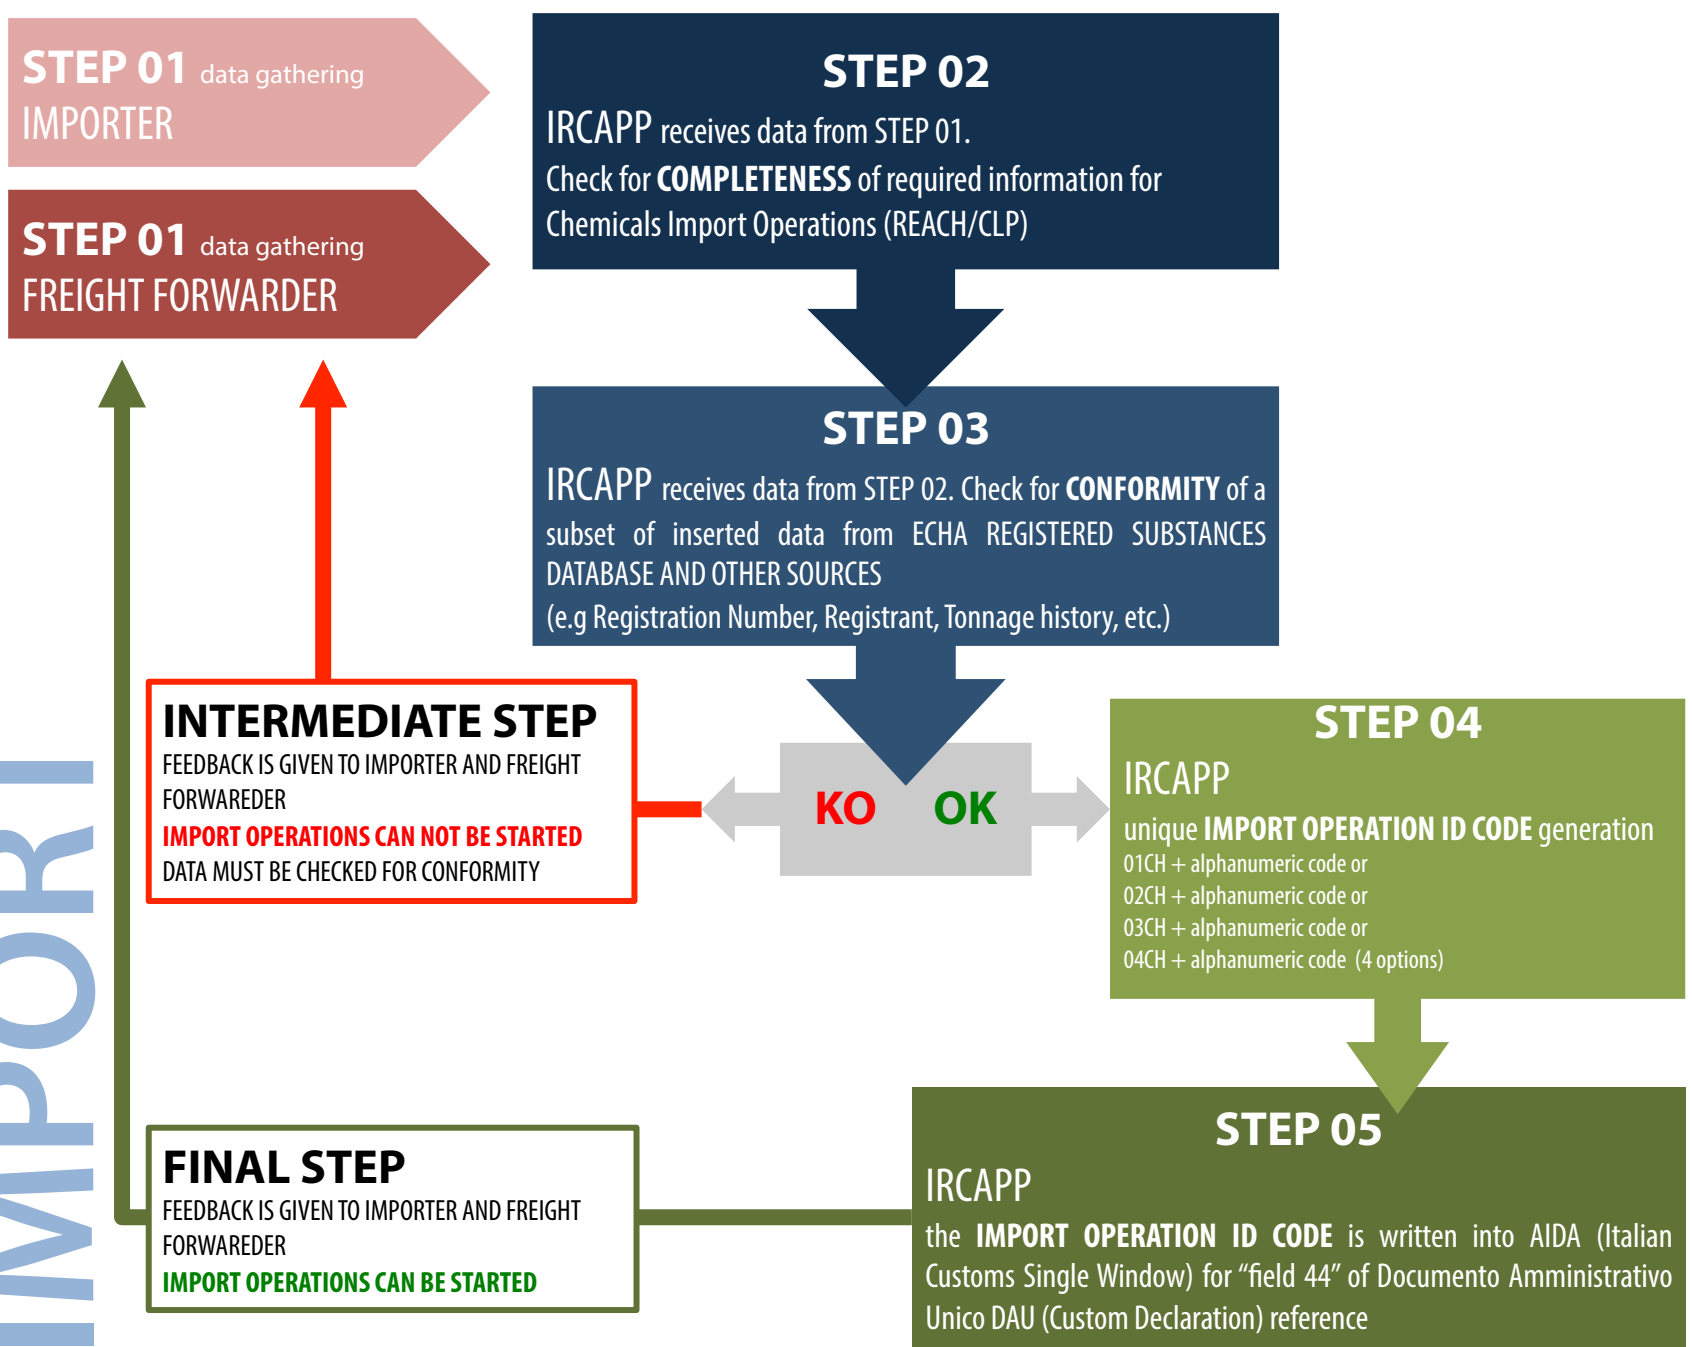 STEP 01 data gathering
IMPORTER
STEP 01 data gathering
FREIGHT FORWARDER
STEP 02
IRCAPP receives data from STEP 01.
Check for COMPLETENESS of required information for
Chemicals Import Operations (REACH/CLP)
STEP 03
IRCAPP receives data from STEP 02. Check for CONFORMITY of a
subset of inserted data from ECHA REGISTERED SUBSTANCES
DATABASE AND OTHER SOURCES
(e.g Registration Number, Registrant, Tonnage history, etc.)
KO OK
INTERMEDIATE STEP
FEEDBACK IS GIVEN TO IMPORTER AND FREIGHT
FORWAREDER
IMPORT OPERATIONS CAN NOT BE STARTED
DATA MUST BE CHECKED FOR CONFORMITY
STEP 04
IRCAPP
unique IMPORT OPERATION ID CODE generation
01CH + alphanumeric code or
02CH + alphanumeric code or
03CH + alphanumeric code or
04CH + alphanumeric code (4 options)
STEP 05
IRCAPP
the IMPORT OPERATION ID CODE is written into AIDA (Italian
Customs Single Window) for “field 44” of Documento Amministrativo
Unico DAU (Custom Declaration) reference
FINAL STEP
FEEDBACK IS GIVEN TO IMPORTER AND FREIGHT
FORWAREDER
IMPORT OPERATIONS CAN BE STARTED
IMPORT